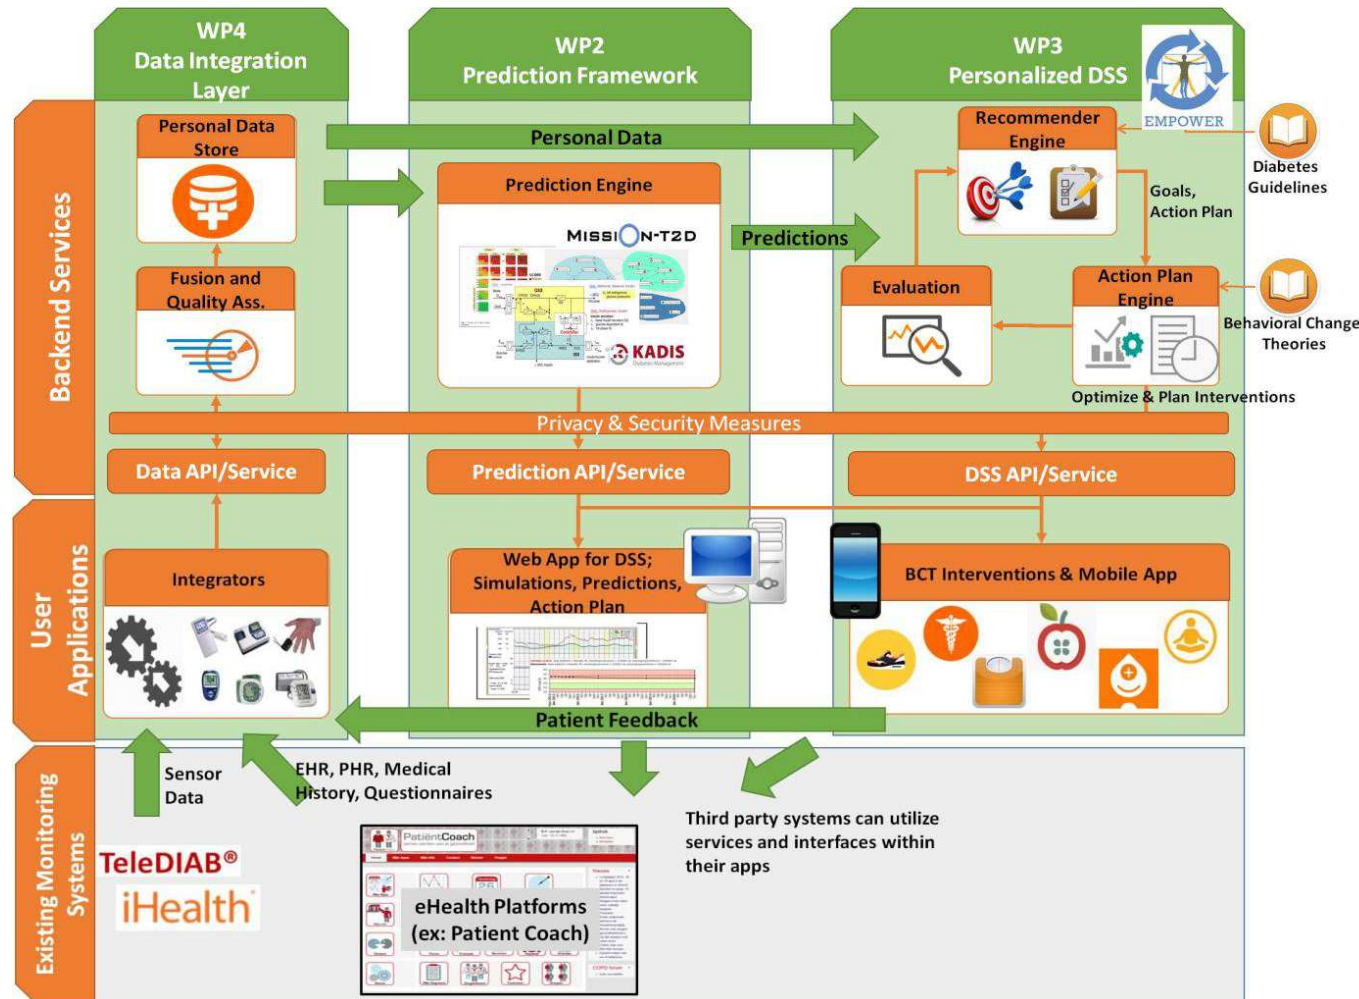 WP4
Data Integration
Layer
WP2
Prediction Framework
WP3
Personalized DSS
EMPOWER
Backend Services
Personal Data
Store
Personal Data
Recommender
Engine
Diabetes
Guidelines
Prediction Engine
MISSION-T2D
KADIS
Diabetes Management
Goals,
Action Plan
Predictions
Fusion and
Quality Ass.
Evaluation
Action Plan
Engine
Behavioral Change
Theories
Optimize & Plan Interventions
Privacy & Security Measures
Data API/Service
Prediction API/Service
DSS API/Service
User
Applications
Integrators
Web App for DSS;
Simulations, Predictions,
Action Plan
BCT Interventions & Mobile App
Patient Feedback
Existing Monitoring
Systems
Sensor
Data
EHR, PHR, Medical
History, Questionnaires
Third party systems can utilize
services and interfaces within
their apps
TeleDIAB®
iHealth
PatiëntCoach
eHealth Platforms
(ex: Patient Coach)